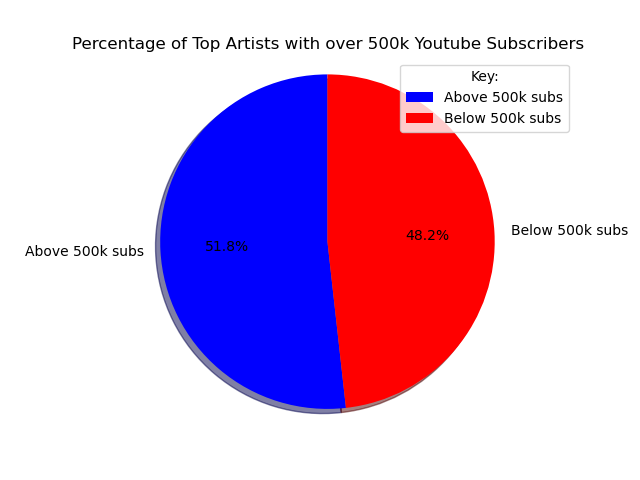 Percentage of Top Artists with over 500k Youtube Subscribers
Key:
Above 500k subs
Below 500k subs
Above 500k subs
51.8%
48.2%
Below 500k subs